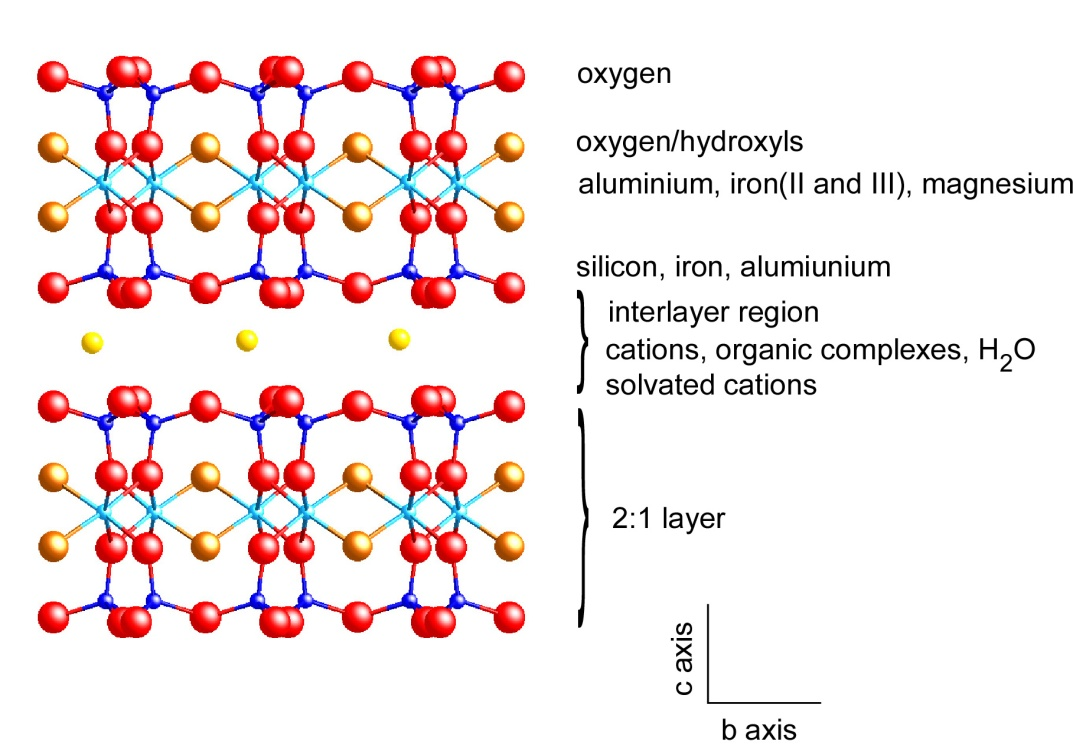 oxygen
oxygen/hydroxyls
aluminium, iron(II and III), magnesium
silicon, iron, alumiunium
interlayer region
cations, organic complexes, H₂O
solvated cations
2:1 layer
c axis
b axis